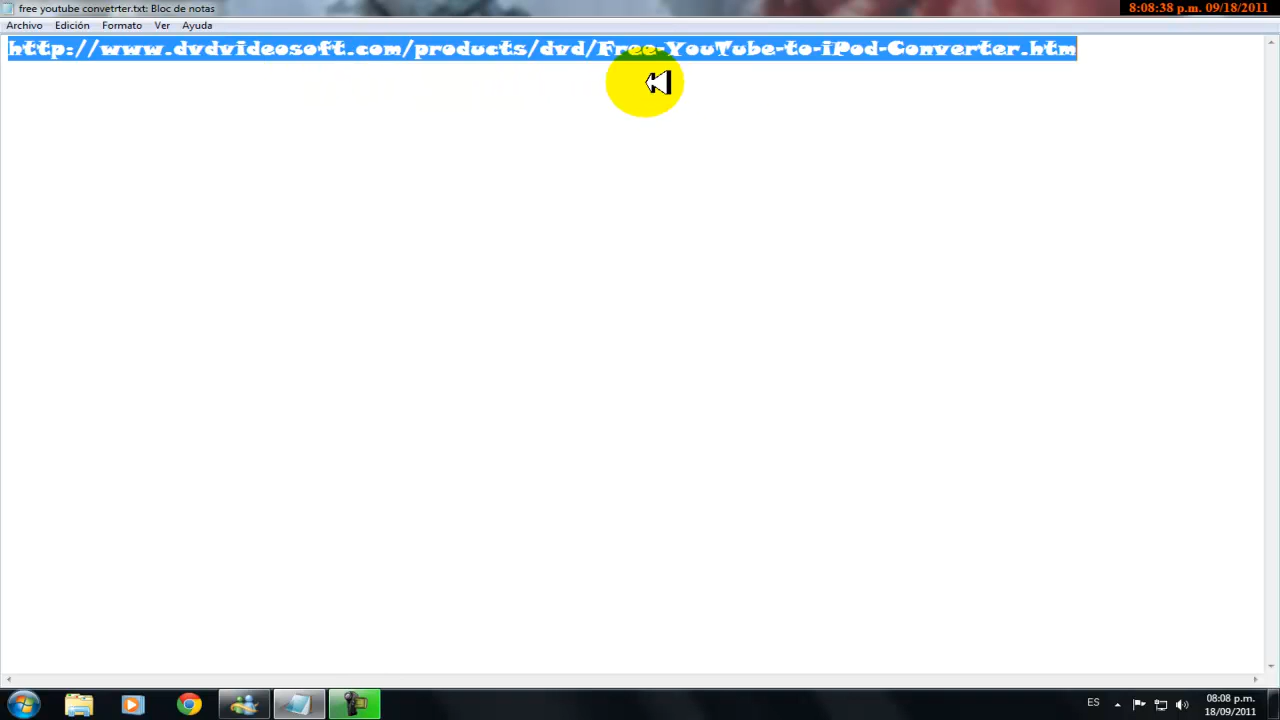 free youtube convetrter.txt: Bloc de notas
8:08:38 p.m. 09/18/2011
Archivo Edición Formato Ver Ayuda
http://www.dvdvideosoft.com/products/dvd/Free-YouTube-to-iPod-Converter.htm
ES
08:08 p.m.
18/09/2011